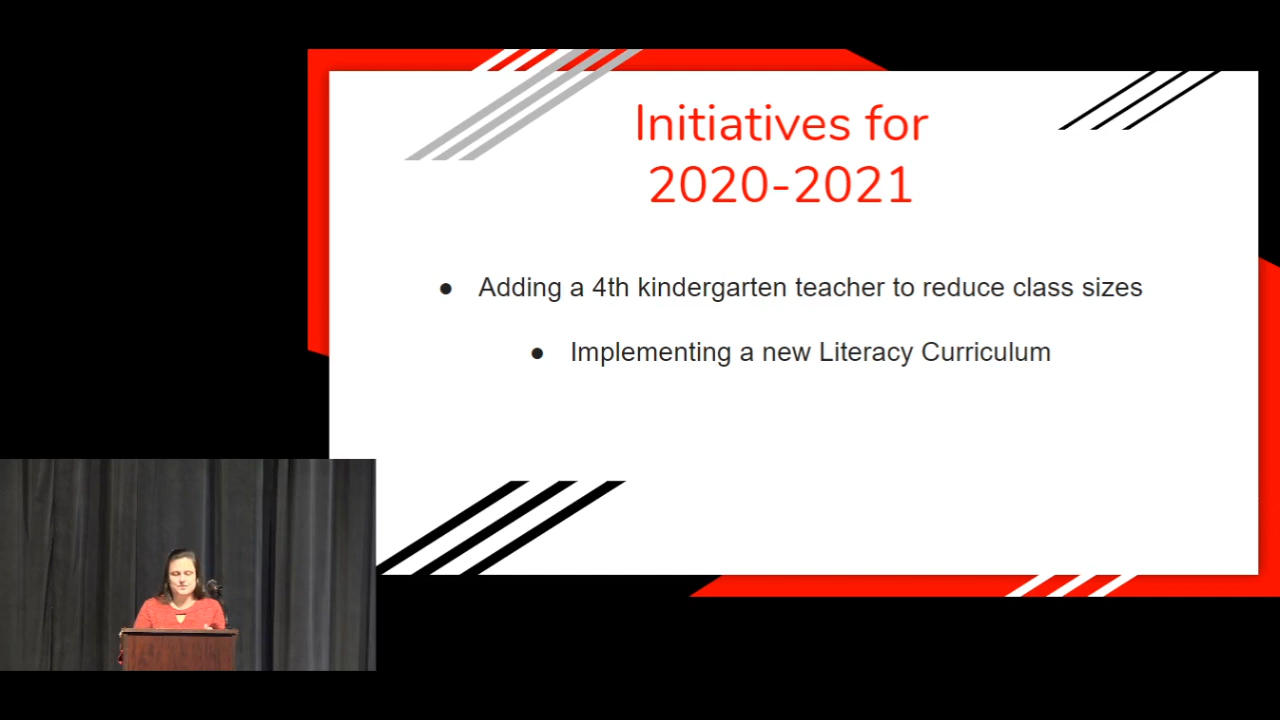 Initiatives for
2020-2021
● Adding a 4th kindergarten teacher to reduce class sizes
● Implementing a new Literacy Curriculum